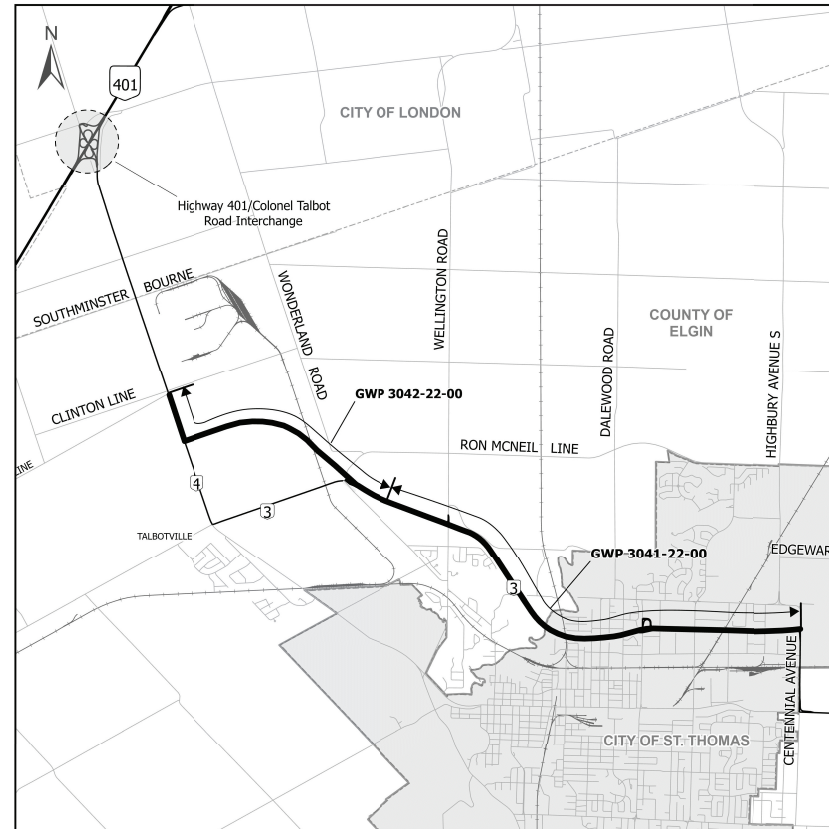 N
401
CITY OF LONDON
Highway 401/Colonel Talbot
Road Interchange
SOUTHMINSTER BOURNE
WONDERLAND ROAD
WELLINGTON ROAD
COUNTY OF
ELGIN
DALEWOOD ROAD
HIGHBURY AVENUE S
CLINTON LINE
GWP 3042-22-00
RON MCNEIL LINE
INE
4
3
TALBOTVILLE
GWP 3041-22-00
EDGEWAR
3
CENTENNIAL AVENUE
CITY OF ST. THOMAS